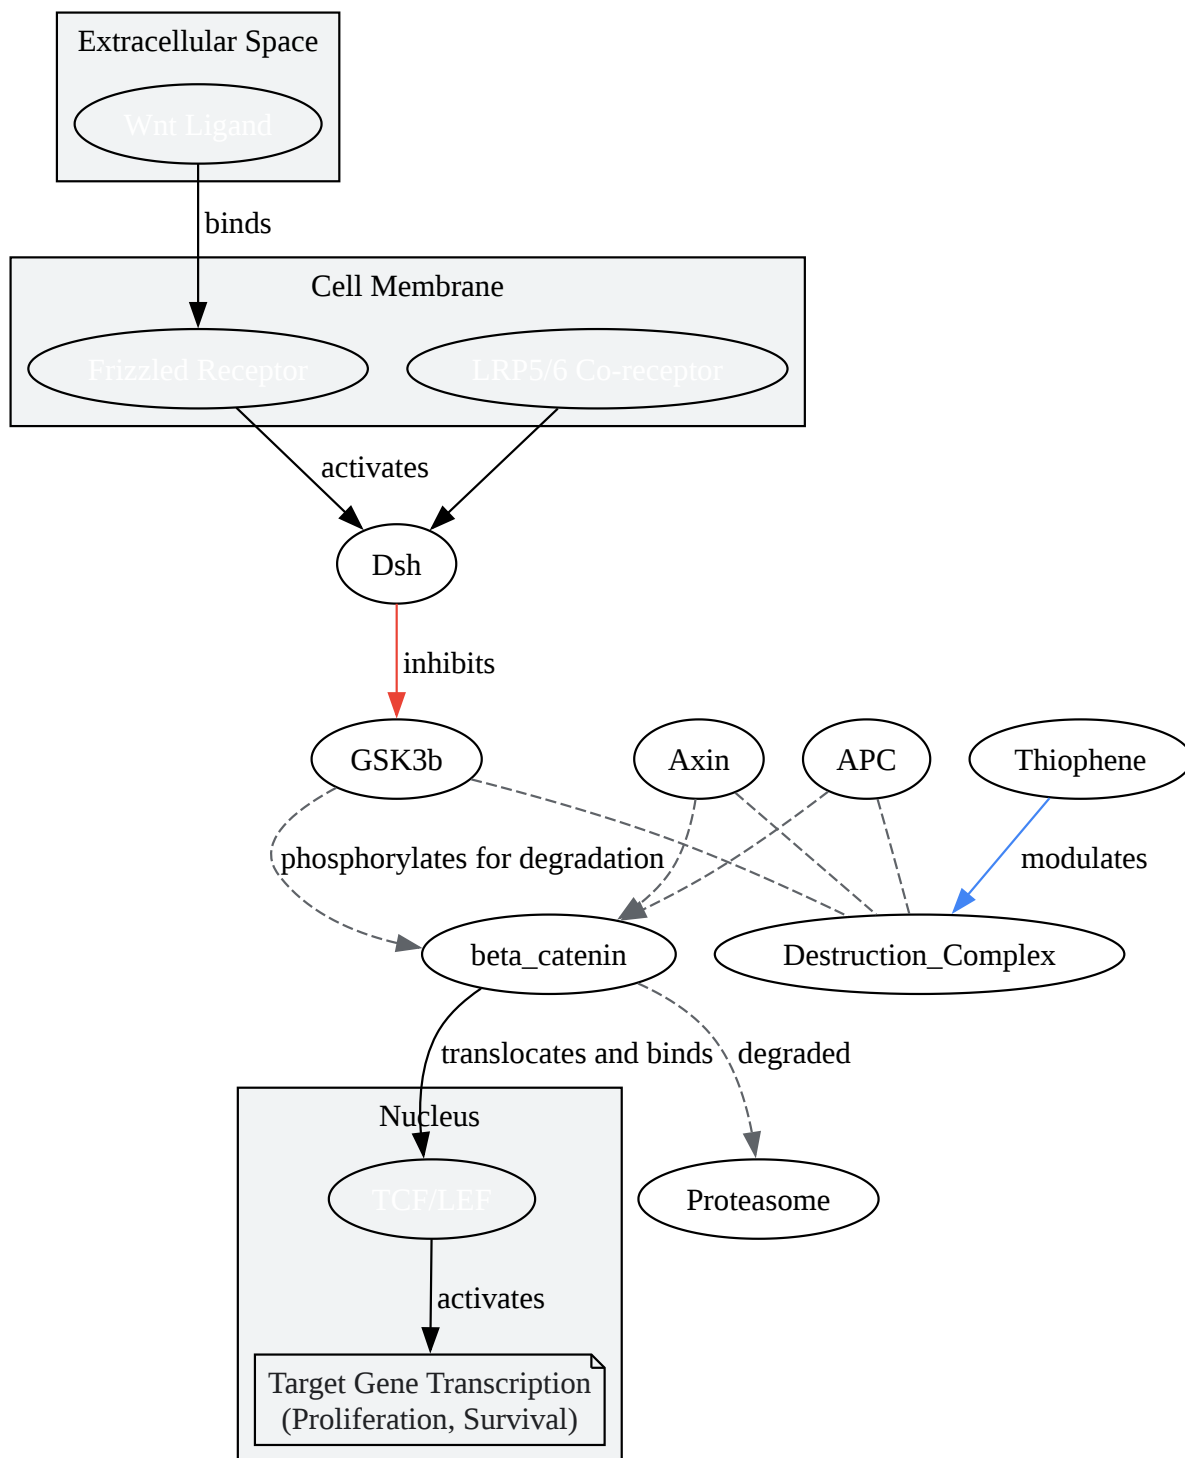 Extracellular Space
Wnt Ligand
binds
Cell Membrane
Frizzled Receptor
LRP5/6 Co-receptor
activates
Dsh
inhibits
GSK3b
Axin
APC
Thiophene
phosphorylates for degradation
modulates
beta_catenin
Destruction_Complex
translocates and binds
degraded
Nucleus
TCF/LEF
Proteasome
activates
Target Gene Transcription
(Proliferation, Survival)